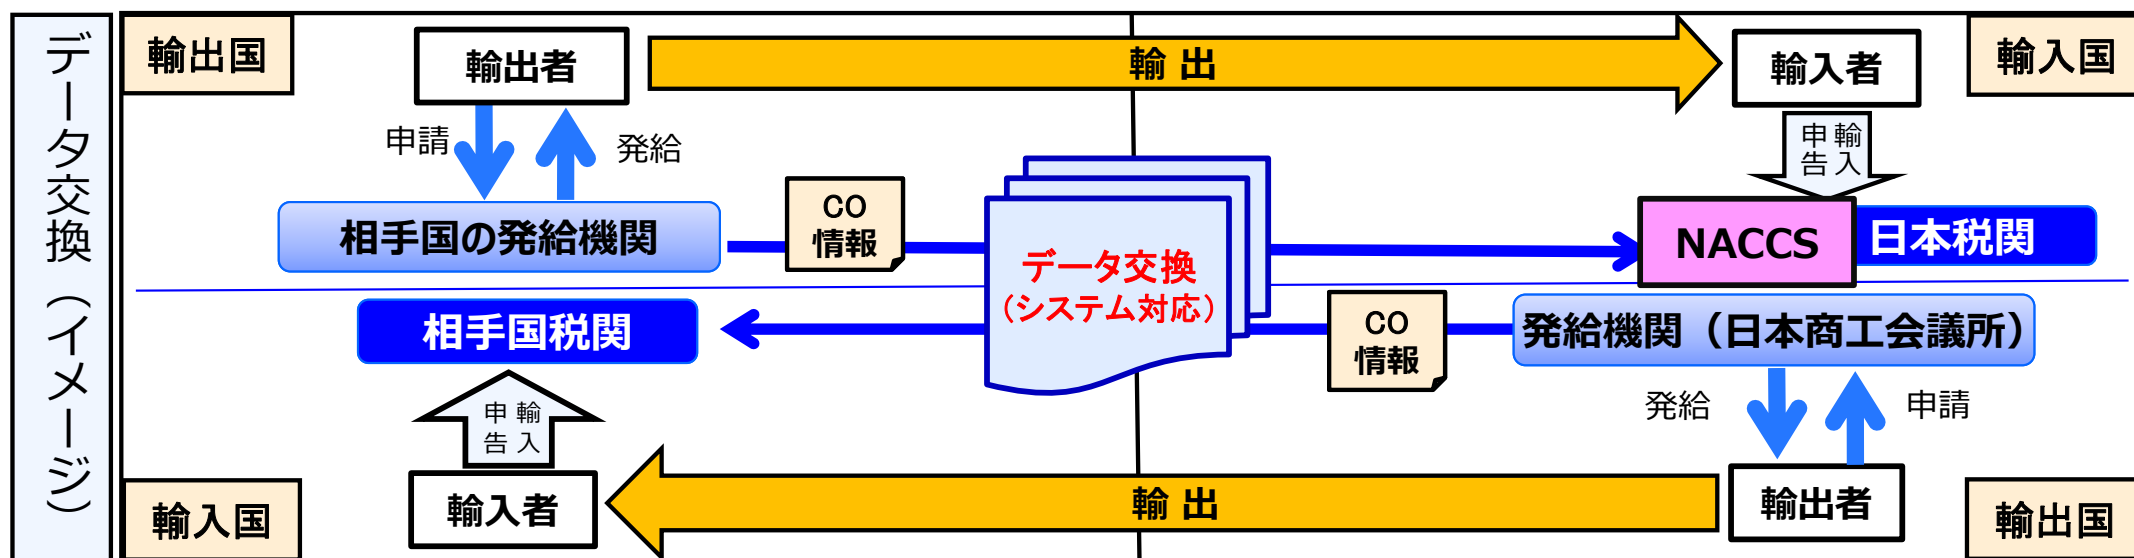 データ交換（イメージ）
輸出国
輸出者
輸 出
輸入者
輸入国
申請
発給
輸入
申告
相手国の発給機関
CO
情報
データ交換
（システム対応）
NACCS
日本税関
相手国税関
CO
情報
発給機関（日本商工会議所）
輸入
申告
発給
申請
輸入国
輸入者
輸 出
輸出者
輸出国